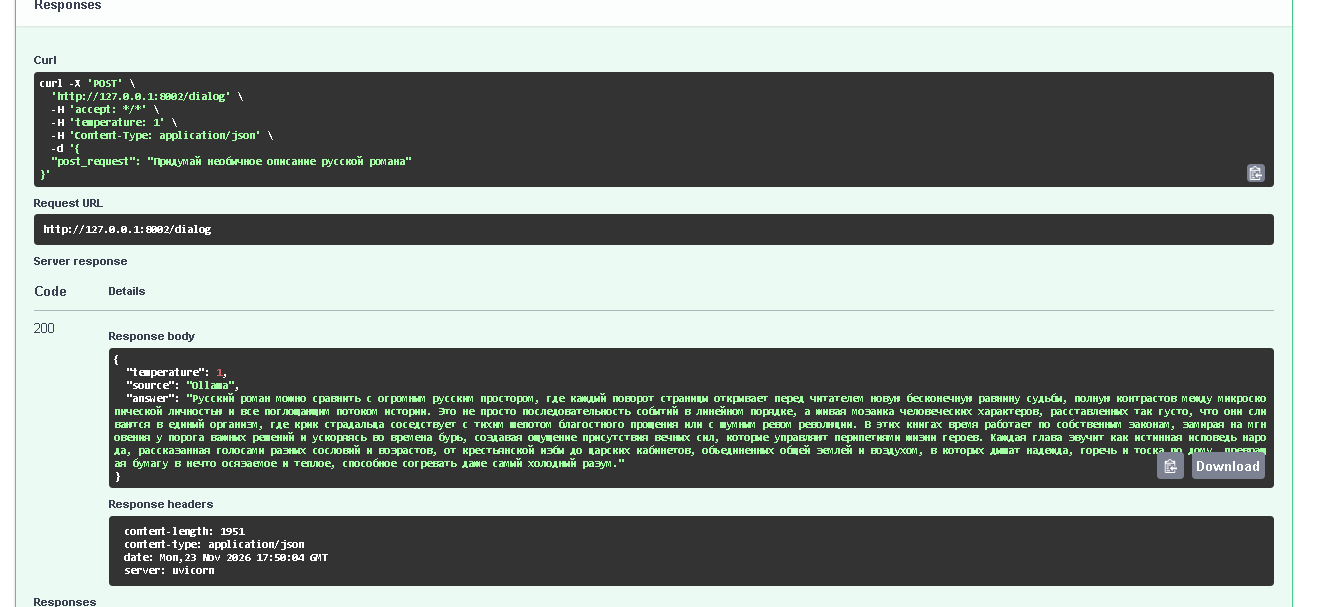 Responses
Curl
curl -X 'POST' \
'http://127.0.0.1:8002/dialog' \
-H 'accept: */*' \
-H 'temperature: 1' \
-H 'Content-Type: application/json' \
-d '{
"post_request": "Придумай необычное описание русской романа"
}'
Request URL
http://127.0.0.1:8002/dialog
Server response
Code Details
200
Response body
{
"temperature": 1,
"source": "Ollama",
"answer": "Русский роман можно сравнить с огромным русским простором, где каждый поворот страницы открывает перед читателем новую бесконечную равнину судьбы, полную контрастов между микроско
пической личностью и все поглощающим потоком истории. Это не просто последовательность событий в линейном порядке, а живая мозаика человеческих характеров, расставленных так густо, что они сли
ваются в единый организм, где крик страдальца соседствует с тихим шепотом благостного прощения или с шумным ревом революции. В этих книгах время работает по собственным законам, замирая на мгн
овения у порога важных решений и ускоряясь во времена бурь, создавая ощущение присутствия вечных сил, которые управляют перипетиями жизни героев. Каждая глава звучит как истинная исповедь наро
да, рассказанная голосами разных сословий и возрастов, от крестьянской избы до царских кабинетов, объединенных общей землей и воздухом, в которых дышат надежда, горечь и тоска по дому, превращ
ая бумагу в нечто осязаемое и теплое, способное согревать даже самый холодный разум."
}
Download
Response headers
content-length: 1951
content-type: application/json
date: Mon,23 Nov 2026 17:50:04 GMT
server: uvicorn
Responses